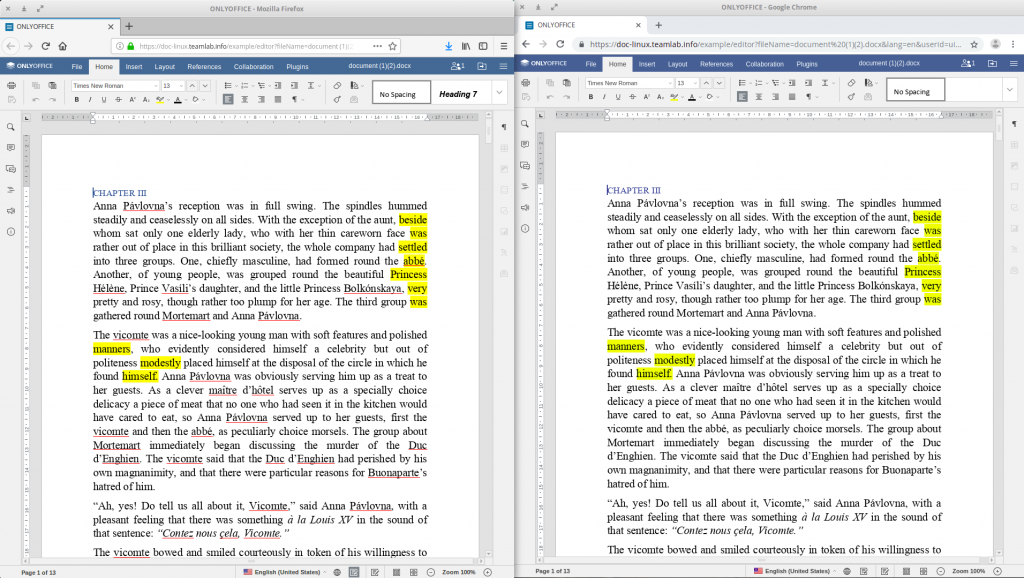 ONLYOFFICE - Mozilla Firefox
ONLYOFFICE
https://doc-linux.teamlab.info/example/editor?fileName=document (1)(2).
ONLYOFFICE File Home Insert Layout References Collaboration Plugins document (1)(2).docx
Times New Roman 13
No Spacing Heading 7
CHAPTER III
Anna Pávlovna’s reception was in full swing. The spindles hummed
steadily and ceaselessly on all sides. With the exception of the aunt, beside
whom sat only one elderly lady, who with her thin careworn face was
rather out of place in this brilliant society, the whole company had settled
into three groups. One, chiefly masculine, had formed round the abbé.
Another, of young people, was grouped round the beautiful Princess
Hélène, Prince Vasíli’s daughter, and the little Princess Bolkónskaya, very
pretty and rosy, though rather too plump for her age. The third group was
gathered round Mortemart and Anna Pávlovna.
The vicomte was a nice-looking young man with soft features and polished
manners, who evidently considered himself a celebrity but out of
politeness modestly placed himself at the disposal of the circle in which he
found himself. Anna Pávlovna was obviously serving him up as a treat to
her guests. As a clever maître d’hôtel serves up as a specially choice
delicacy a piece of meat that no one who had seen it in the kitchen would
have cared to eat, so Anna Pávlovna served up to her guests, first the
vicomte and then the abbé, as peculiarly choice morsels. The group about
Mortemart immediately began discussing the murder of the Duc
d’Enghien. The vicomte said that the Duc d’Enghien had perished by his
own magnanimity, and that there were particular reasons for Buonaparte’s
hatred of him.
“Ah, yes! Do tell us all about it, Vicomte,” said Anna Pávlovna, with a
pleasant feeling that there was something à la Louis XV in the sound of
that sentence: “Contez nous çela, Vicomte.”
The vicomte bowed and smiled courteously in token of his willingness to
Page 1 of 13 English (United States) Zoom 100%
ONLYOFFICE - Google Chrome
ONLYOFFICE
https://doc-linux.teamlab.info/example/editor?fileName=document%20(1)(2).docx&lang=en&userid=ui...
ONLYOFFICE File Home Insert Layout References Collaboration Plugins document (1)(2).docx
Times New Roman 13
No Spacing
CHAPTER III
Anna Pávlovna’s reception was in full swing. The spindles hummed
steadily and ceaselessly on all sides. With the exception of the aunt, beside
whom sat only one elderly lady, who with her thin careworn face was
rather out of place in this brilliant society, the whole company had settled
into three groups. One, chiefly masculine, had formed round the abbé.
Another, of young people, was grouped round the beautiful Princess
Hélène, Prince Vasíli’s daughter, and the little Princess Bolkónskaya, very
pretty and rosy, though rather too plump for her age. The third group was
gathered round Mortemart and Anna Pávlovna.
The vicomte was a nice-looking young man with soft features and polished
manners, who evidently considered himself a celebrity but out of
politeness modestly placed himself at the disposal of the circle in which he
found himself. Anna Pávlovna was obviously serving him up as a treat to
her guests. As a clever maître d’hôtel serves up as a specially choice
delicacy a piece of meat that no one who had seen it in the kitchen would
have cared to eat, so Anna Pávlovna served up to her guests, first the
vicomte and then the abbé, as peculiarly choice morsels. The group about
Mortemart immediately began discussing the murder of the Duc
d’Enghien. The vicomte said that the Duc d’Enghien had perished by his
own magnanimity, and that there were particular reasons for Buonaparte’s
hatred of him.
“Ah, yes! Do tell us all about it, Vicomte,” said Anna Pávlovna, with a
pleasant feeling that there was something à la Louis XV in the sound of
that sentence: “Contez nous çela, Vicomte.”
The vicomte bowed and smiled courteously in token of his willingness to
Page 1 of 13 English (United States) Zoom 100%